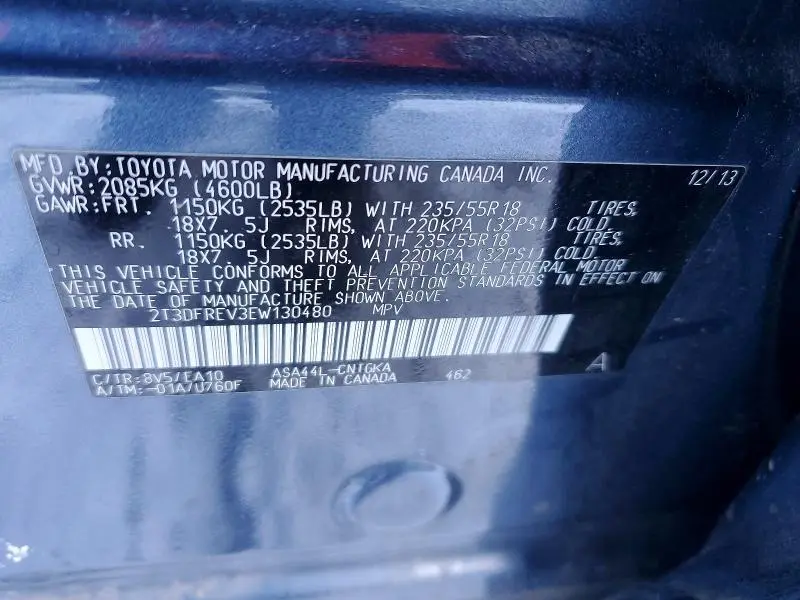 MFD.BY:TOYOTA MOTOR MANUFACTURING CANADA INC. 12/13
GVWR:2085KG (4600LB)
GAWR:FRT. 1150KG (2535LB) WITH 235/55R18 TIRES,
18X7.5J RIMS, AT 220KPA (32PSI) COLD.
RR. 1150KG (2535LB) WITH 235/55R18 TIRES,
18X7.5J RIMS, AT 220KPA (32PSI) COLD.
THIS VEHICLE CONFORMS TO ALL APPLICABLE FEDERAL MOTOR
VEHICLE SAFETY AND THEFT PREVENTION STANDARDS IN EFFECT ON
THE DATE OF MANUFACTURE SHOWN ABOVE.
2T3DFREV3EW130480 MPV
C/TR:8V5/EA10 ASA44L-CNTGKA A
A/TM:-01A/U760F MADE IN CANADA 462